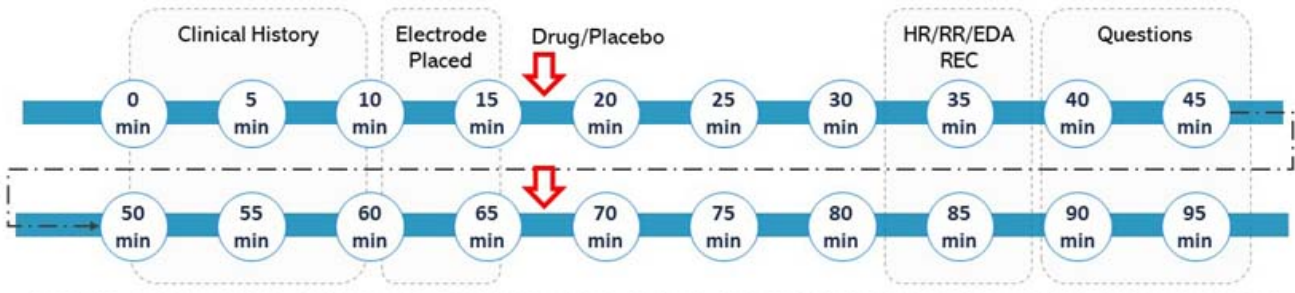 Clinical History
Electrode
Placed
Drug/Placebo
HR/RR/EDA
REC
Questions
0
min
5
min
10
min
15
min
20
min
25
min
30
min
35
min
40
min
45
min
50
min
55
min
60
min
65
min
70
min
75
min
80
min
85
min
90
min
95
min